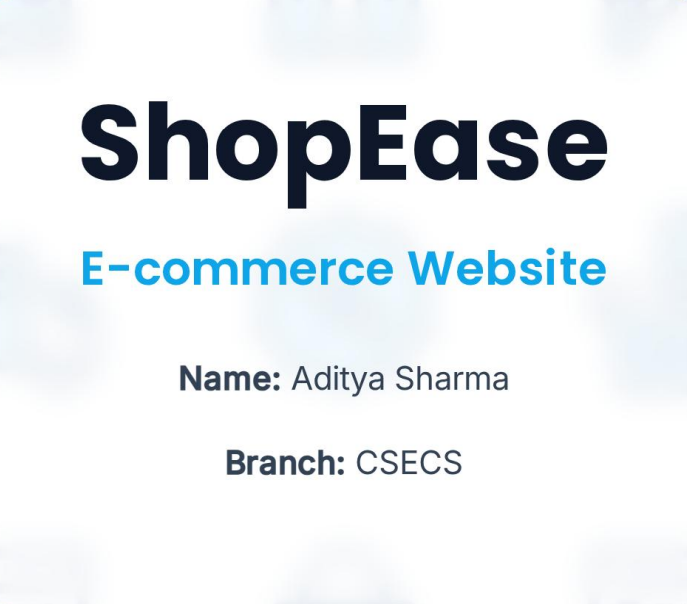 ShopEase
E-commerce Website
Name: Aditya Sharma
Branch: CSECS